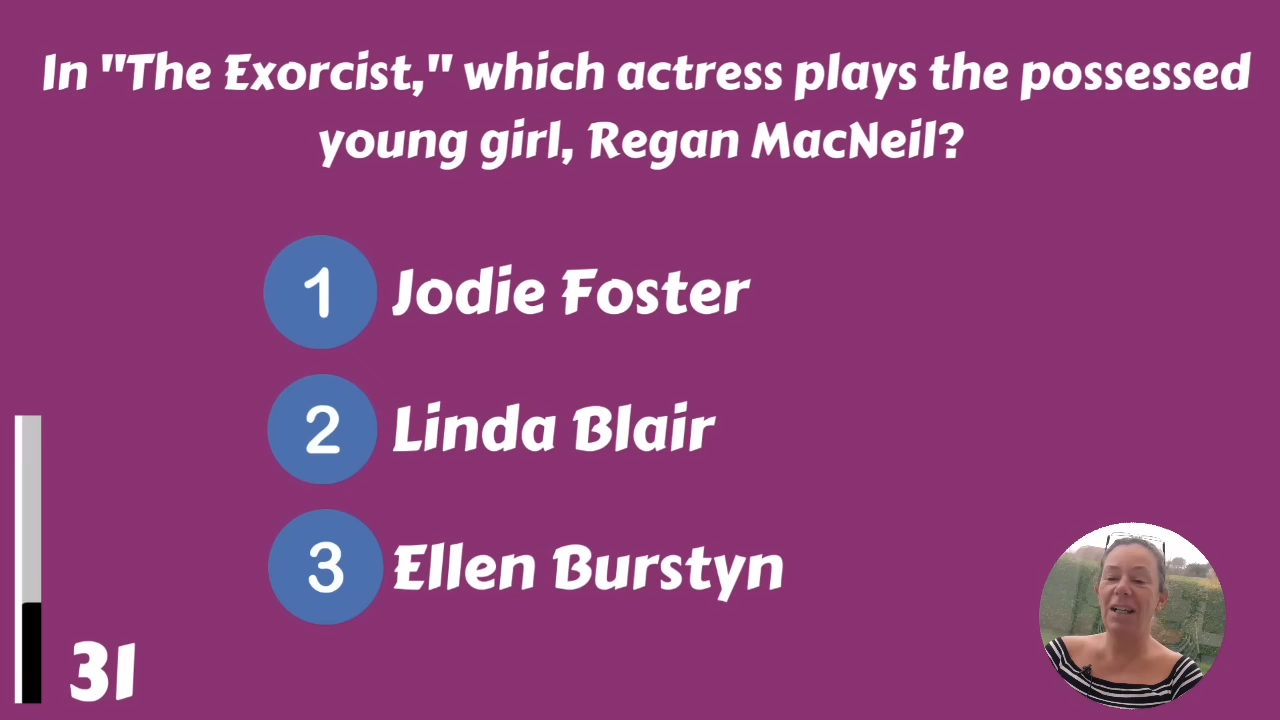 In "The Exorcist," which actress plays the possessed
young girl, Regan MacNeil?
1 Jodie Foster
2 Linda Blair
3 Ellen Burstyn
31